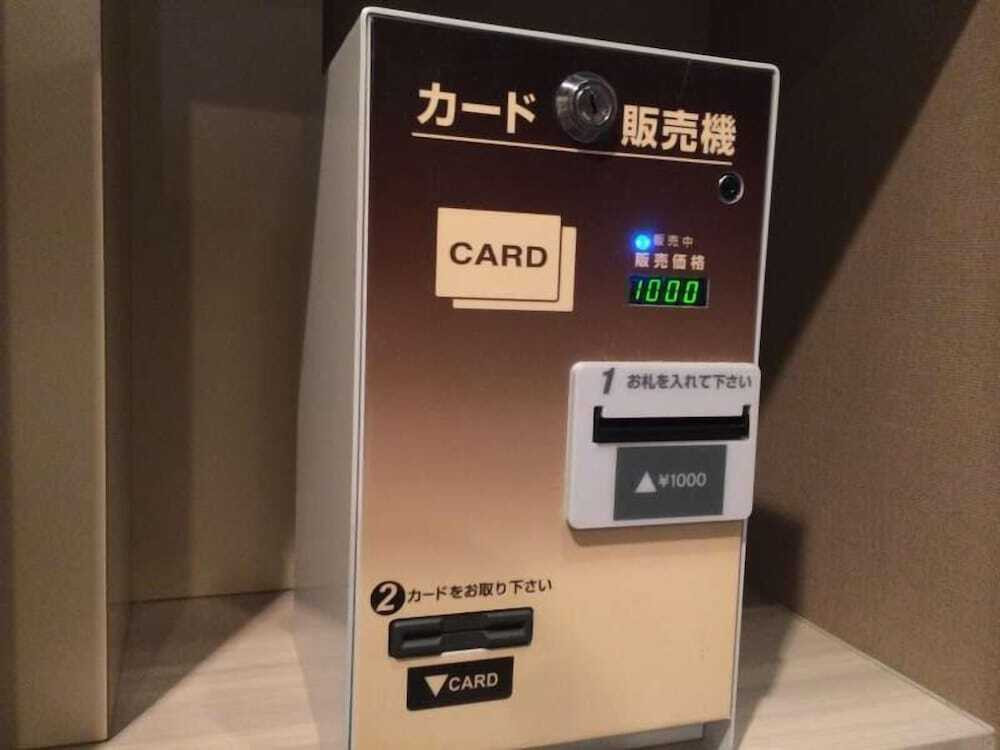 カード 販売機
CARD
販売中
販売価格
1000
1 お札を入れて下さい
▲¥1000
2 カードをお取り下さい
▼CARD